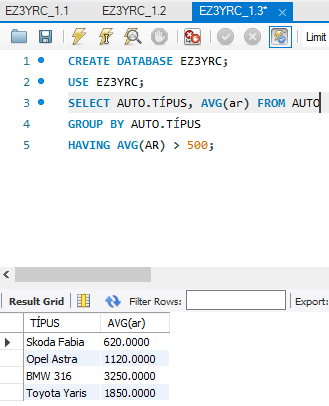 EZ3YRC_1.1 EZ3YRC_1.2 EZ3YRC_1.3* ×
Limit
1 CREATE DATABASE EZ3YRC;
2 USE EZ3YRC;
3 SELECT AUTO.TÍPUS, AVG(ar) FROM AUTO
4 GROUP BY AUTO.TÍPUS
5 HAVING AVG(AR) > 500;
Result Grid Filter Rows: Export:
TÍPUS AVG(ar)
Skoda Fabia 620.0000
Opel Astra 1120.0000
BMW 316 3250.0000
Toyota Yaris 1850.0000